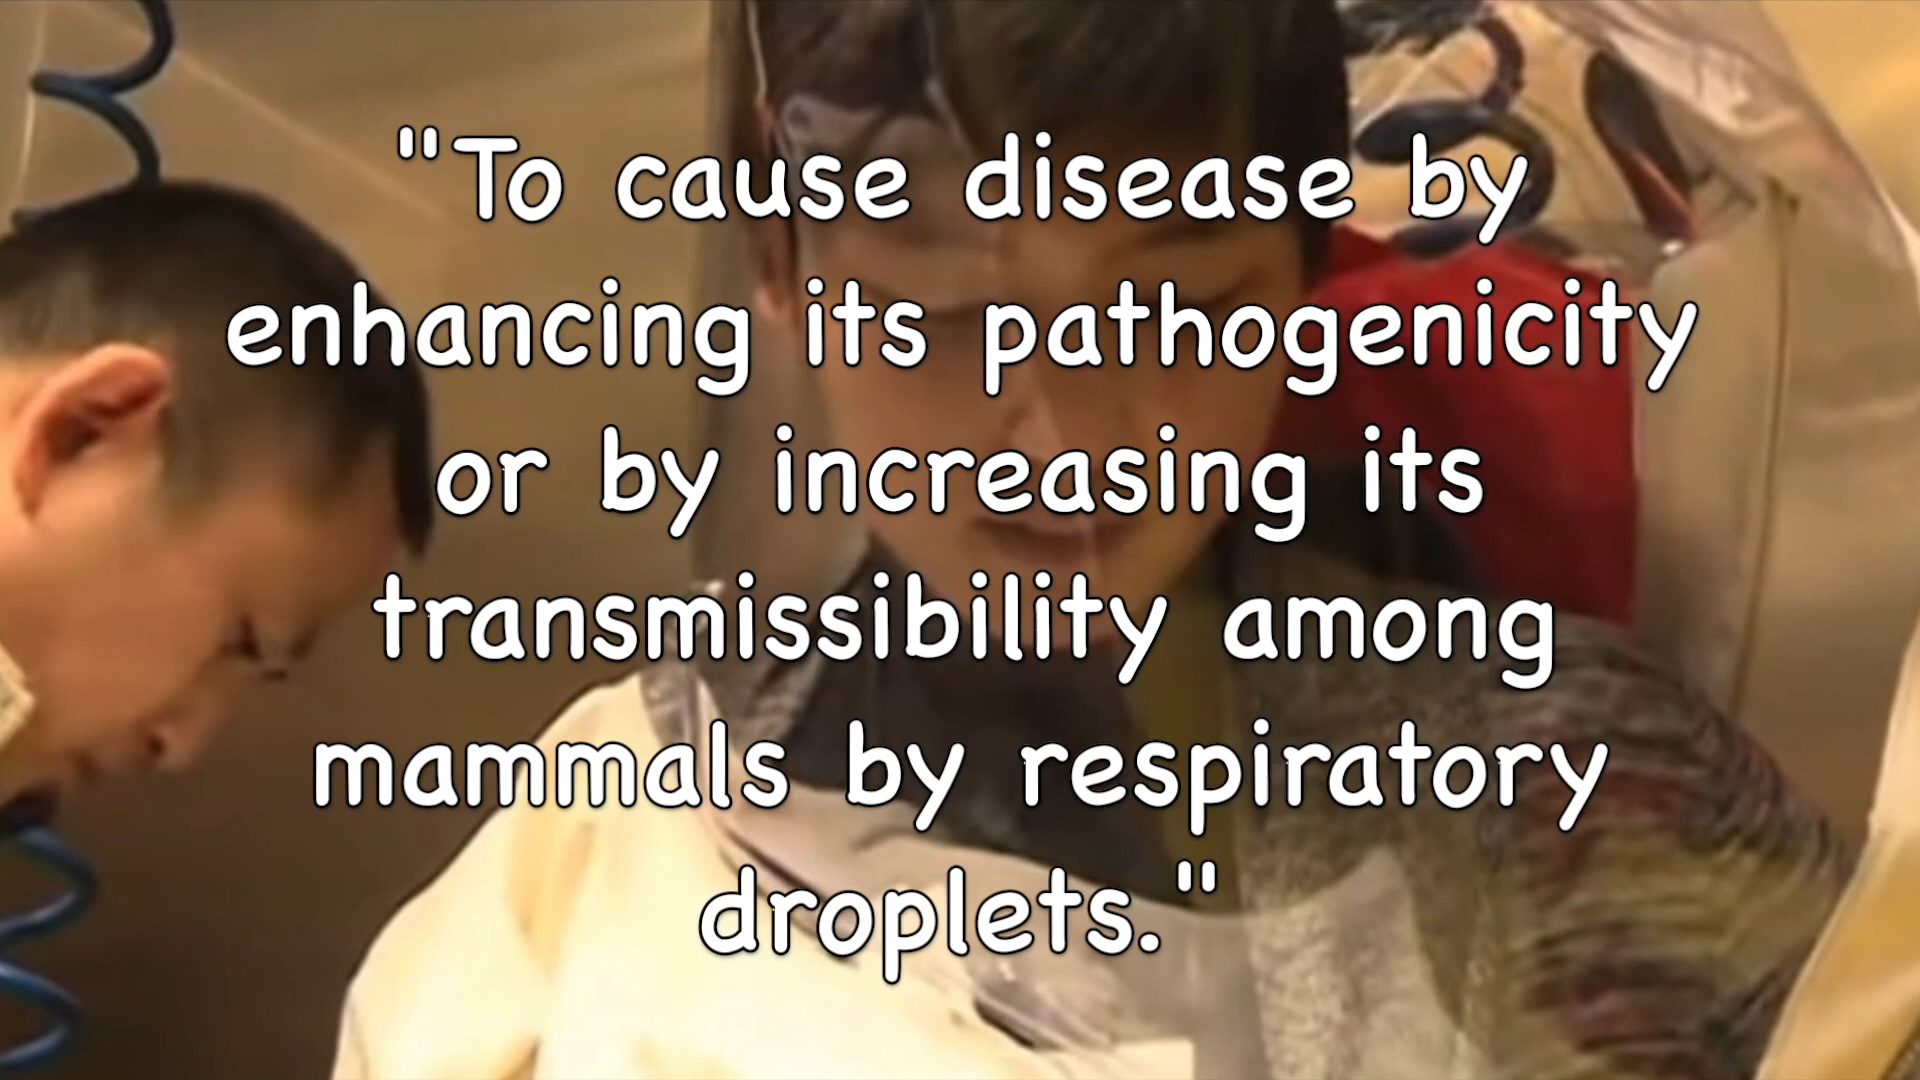 "To cause disease by
enhancing its pathogenicity
or by increasing its
transmissibility among
mammals by respiratory
droplets."